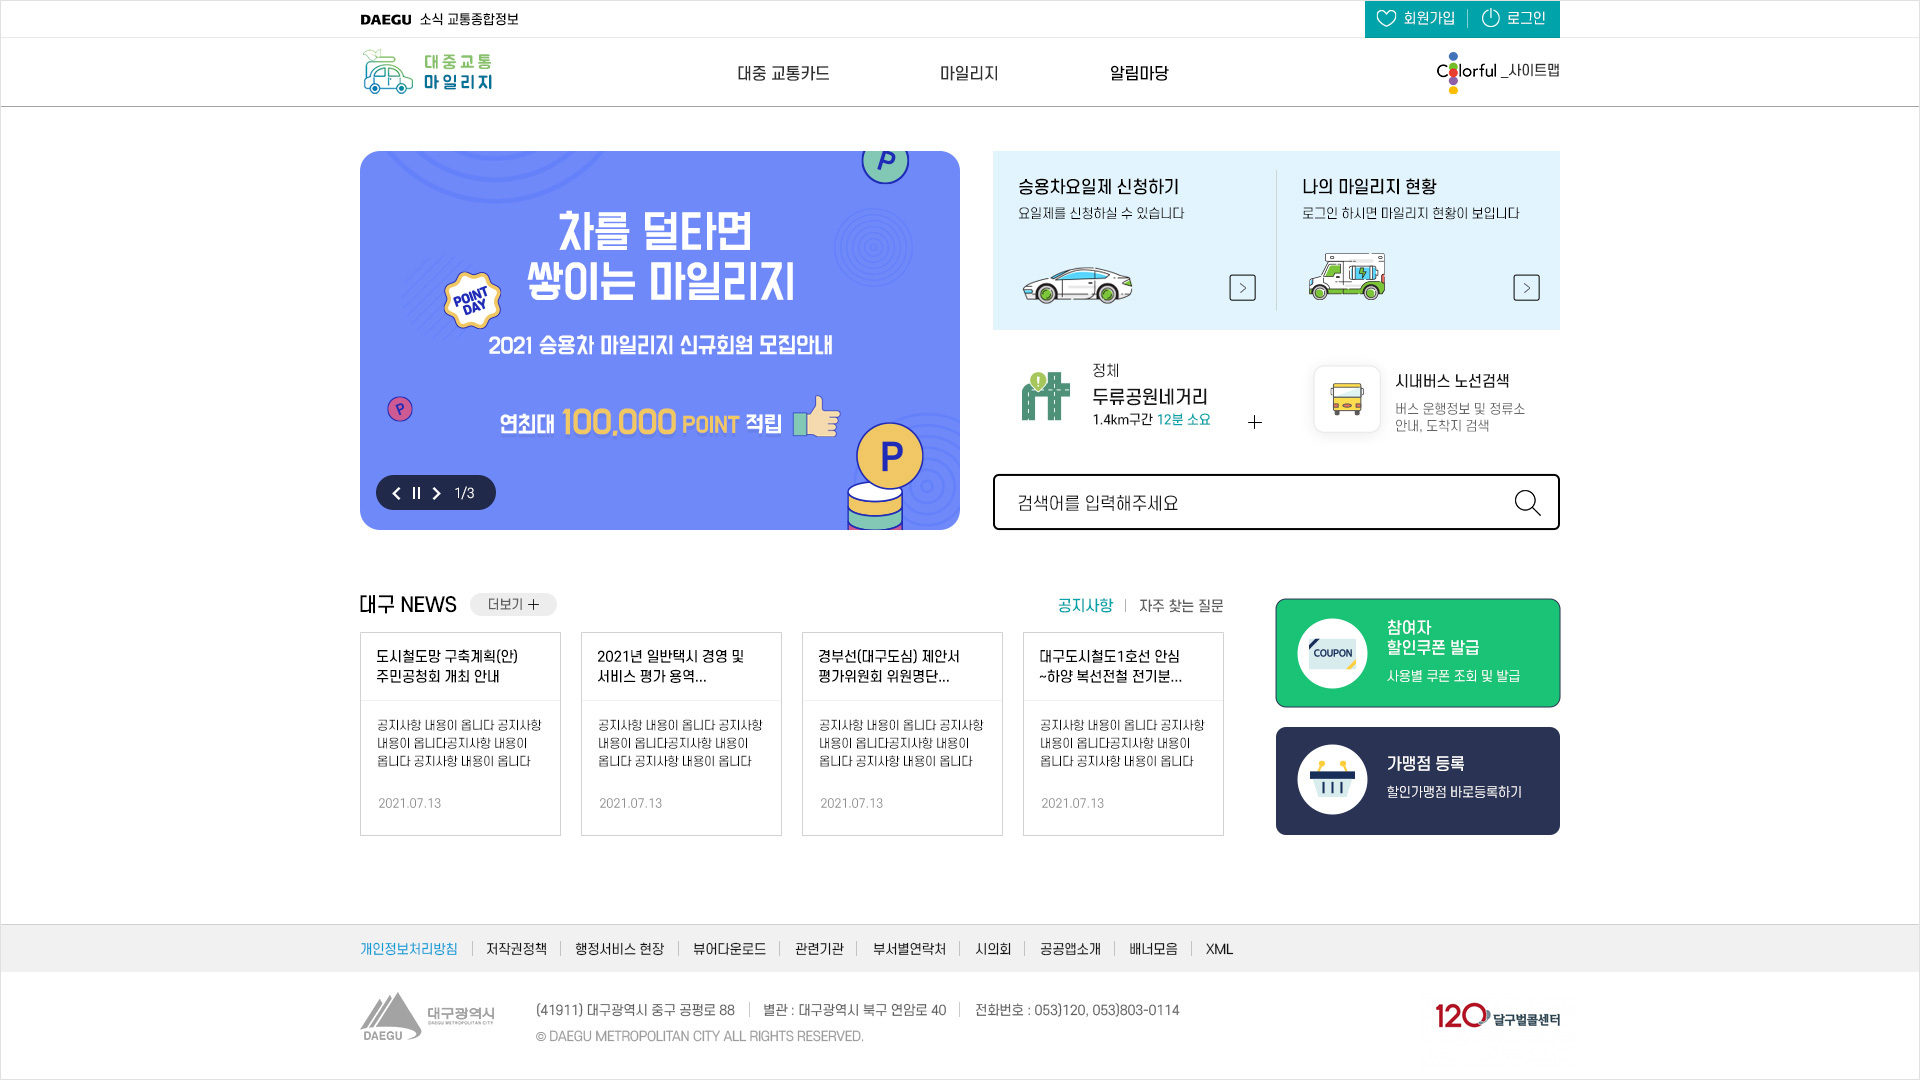 DAEGU 소식 교통종합정보
회원가입
로그인
대중교통
마일리지
대중 교통카드
마일리지
알림마당
Colorful _사이트맵
P
차를 덜타면
쌓이는 마일리지
POINT
DAY
2021 승용차 마일리지 신규회원 모집안내
P
연최대 100,000 POINT 적립
P
1/3
승용차요일제 신청하기
요일제를 신청하실 수 있습니다
나의 마일리지 현황
로그인 하시면 마일리지 현황이 보입니다
정체
두류공원네거리
1.4km구간 12분 소요
시내버스 노선검색
버스 운행정보 및 정류소
안내, 도착지 검색
검색어를 입력해주세요
대구 NEWS
더보기
공지사항
자주 찾는 질문
도시철도망 구축계획(안)
주민공청회 개최 안내
공지사항 내용이 옵니다 공지사항
내용이 옵니다공지사항 내용이
옵니다 공지사항 내용이 옵니다
2021.07.13
2021년 일반택시 경영 및
서비스 평가 용역...
공지사항 내용이 옵니다 공지사항
내용이 옵니다공지사항 내용이
옵니다 공지사항 내용이 옵니다
2021.07.13
경부선(대구도심) 제안서
평가위원회 위원명단...
공지사항 내용이 옵니다 공지사항
내용이 옵니다공지사항 내용이
옵니다 공지사항 내용이 옵니다
2021.07.13
대구도시철도1호선 안심
~하양 복선전철 전기분...
공지사항 내용이 옵니다 공지사항
내용이 옵니다공지사항 내용이
옵니다 공지사항 내용이 옵니다
2021.07.13
COUPON
참여자
할인쿠폰 발급
사용별 쿠폰 조회 및 발급
가맹점 등록
할인가맹점 바로등록하기
개인정보처리방침
저작권정책
행정서비스 현장
뷰어다운로드
관련기관
부서별연락처
시의회
공공앱소개
배너모음
XML
DAEGU
대구광역시
DAEGU METROPOLITAN CITY
(41911) 대구광역시 중구 공평로 88
별관 : 대구광역시 북구 연암로 40
전화번호 : 053)120, 053)803-0114
© DAEGU METROPOLITAN CITY ALL RIGHTS RESERVED.
120 달구벌콜센터